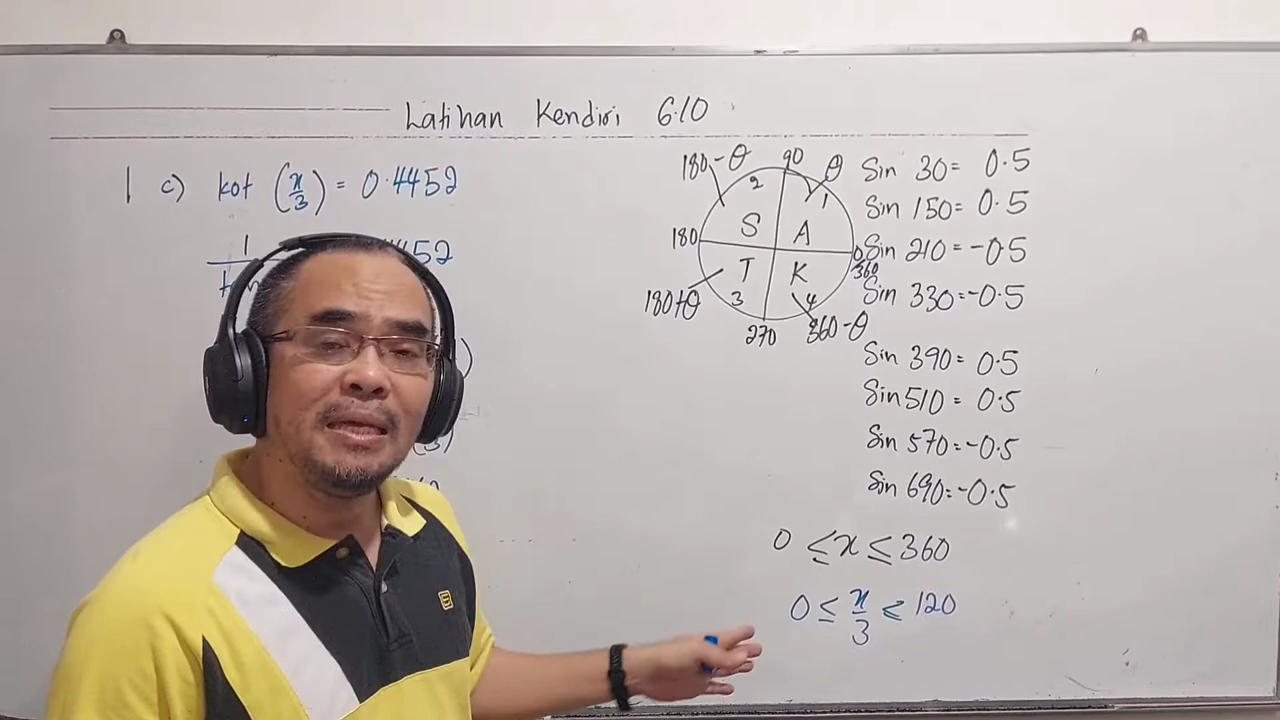 Latihan Kendiri 6.10
1 c) kot (x/3) = 0.4452
1
52
180-θ
90
θ
2
1
S
A
180
0
360
T
K
3
4
180+θ
270
360-θ
Sin 30= 0.5
Sin 150= 0.5
Sin 210 = -0.5
Sin 330=-0.5
Sin 390= 0.5
Sin 510 = 0.5
Sin 570=-0.5
Sin 690=-0.5
0 ≤ x ≤ 360
0 ≤ x/3 ≤ 120